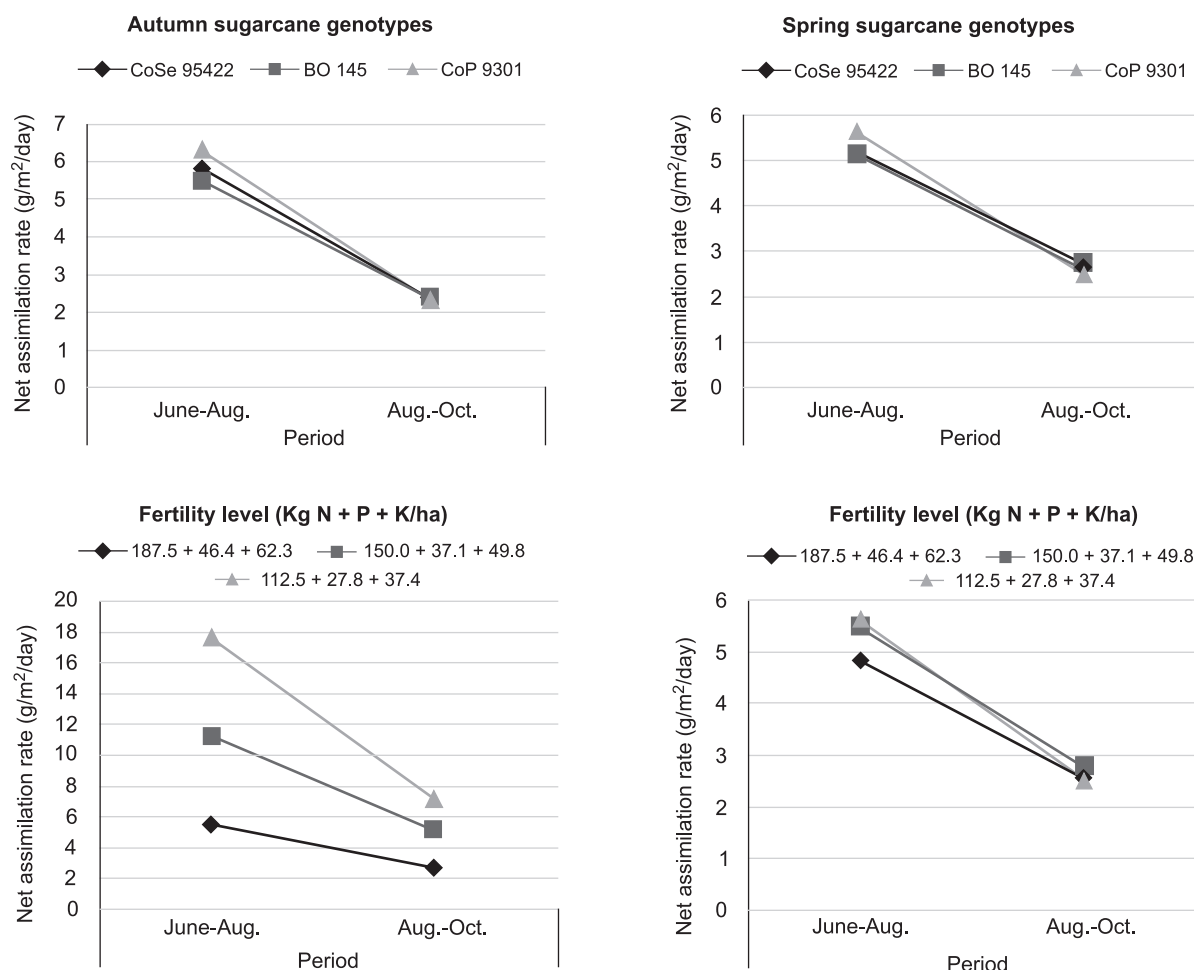 Autumn sugarcane genotypes
CoSe 95422 BO 145 CoP 9301
Net assimilation rate (g/m²/day)
7
6
5
4
3
2
1
0
June-Aug. Aug.-Oct.
Period
Spring sugarcane genotypes
CoSe 95422 BO 145 CoP 9301
Net assimilation rate (g/m²/day)
6
5
4
3
2
1
0
June-Aug. Aug.-Oct.
Period
Fertility level (Kg N + P + K/ha)
187.5 + 46.4 + 62.3 150.0 + 37.1 + 49.8
112.5 + 27.8 + 37.4
Net assimilation rate (g/m²/day)
20
18
16
14
12
10
8
6
4
2
0
June-Aug. Aug.-Oct.
Period
Fertility level (Kg N + P + K/ha)
187.5 + 46.4 + 62.3 150.0 + 37.1 + 49.8
112.5 + 27.8 + 37.4
Net assimilation rate (g/m²/day)
6
5
4
3
2
1
0
June-Aug. Aug.-Oct.
Period